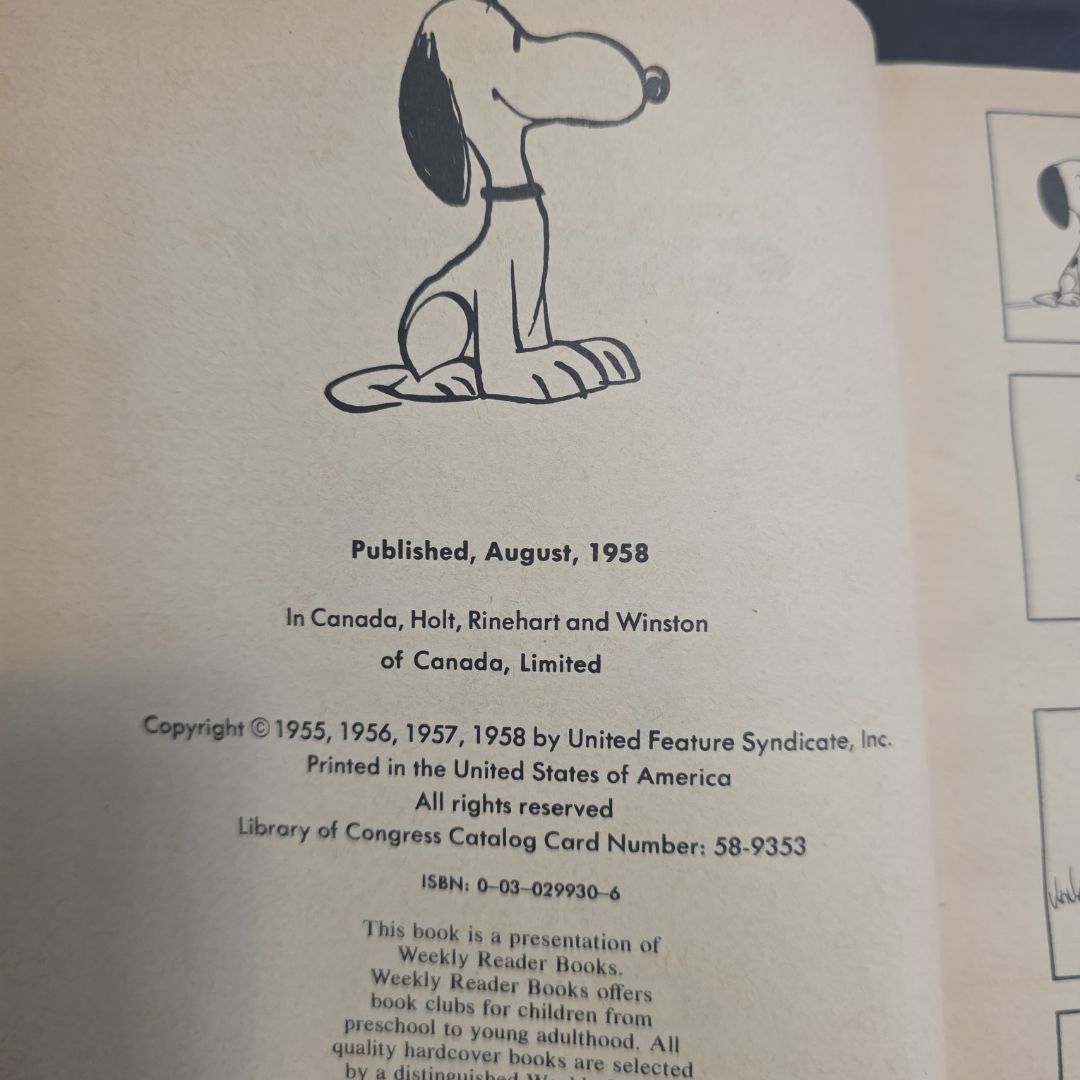 Published, August, 1958
In Canada, Holt, Rinehart and Winston
of Canada, Limited
Copyright © 1955, 1956, 1957, 1958 by United Feature Syndicate, Inc.
Printed in the United States of America
All rights reserved
Library of Congress Catalog Card Number: 58-9353
ISBN: 0-03-029930-6
This book is a presentation of
Weekly Reader Books.
Weekly Reader Books offers
book clubs for children from
preschool to young adulthood. All
quality hardcover books are selected
by a distinguished